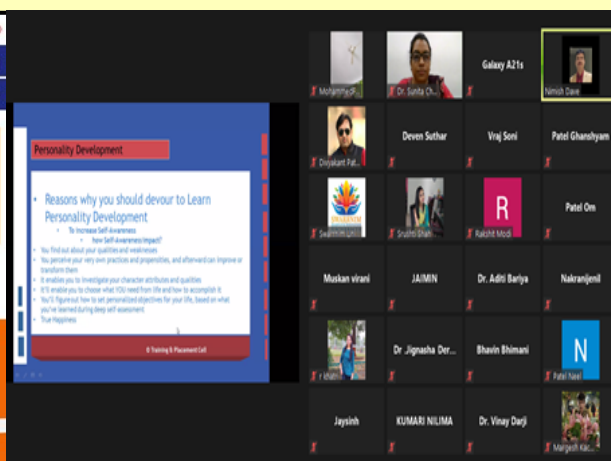 Personality Development
Reasons why you should devour to Learn
Personality Development
To Increase Self-Awareness
how Self-Awareness Impact?
You find out about your qualities and weaknesses
You perceive your very own practices and propensities, and afterward can improve or
transform them
It enables you to investigate your character attributes and qualities
It'll enable you to choose what YOU need from life and how to accomplish it
You'll figure out how to set personalized objectives for your life, based on what
you've learned during deep self-assessment.
True Happiness
© Training & Placement Cell
Dr. Sunita Ch...
Galaxy A21s
Nimish Dave
Divyakant Pat...
Deven Suthar
Vraj Soni
Patel Ghanshyam
Srushti Shah
R
Rakshit Modi
Patel Om
Muskan virani
JAIMIN
Dr. Aditi Bariya
Nakranijenil
Dr .Jignasha Der...
Bhavin Bhimani
N
Patel Neel
Jaysinh
KUMARI NILIMA
Dr. Vinay Darji
Margesh Kac...